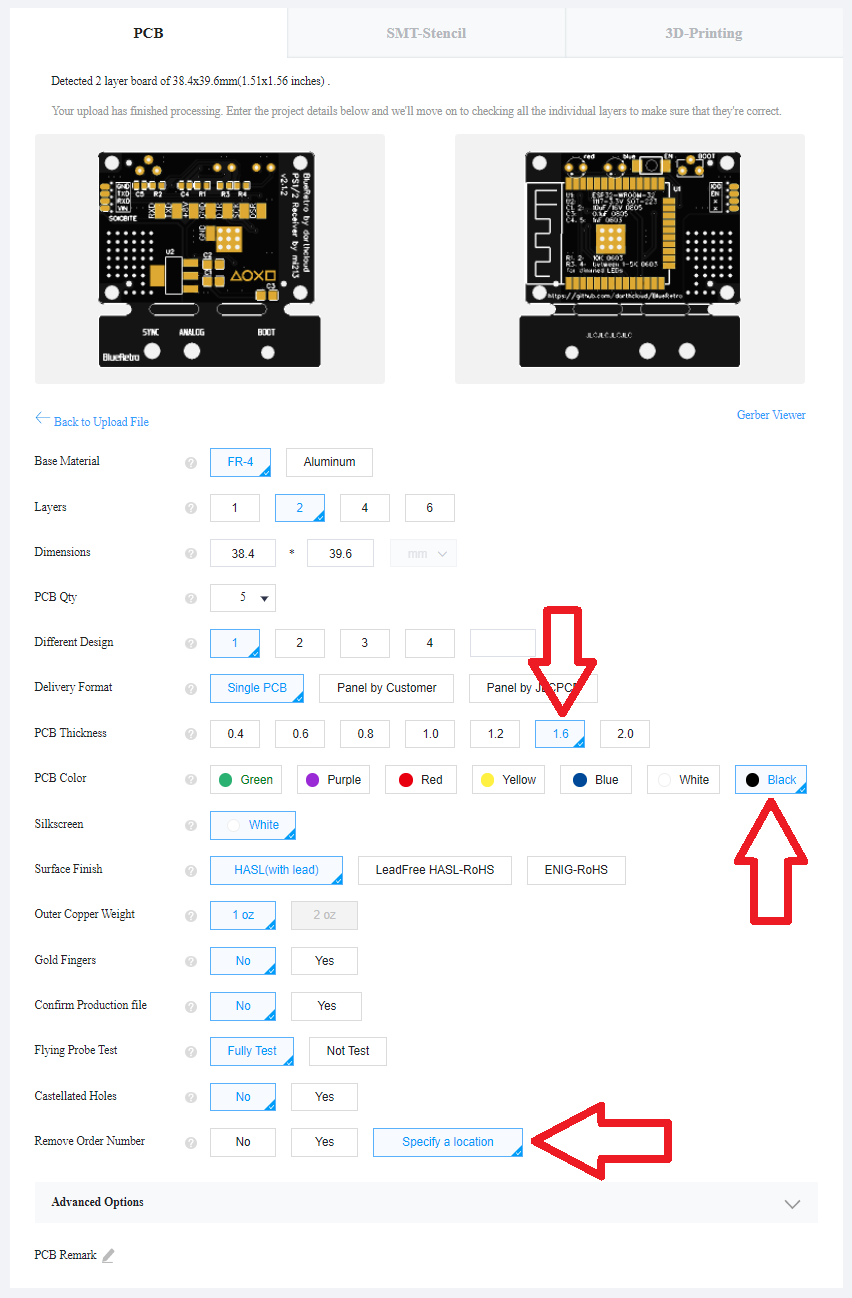 PCB SMT-Stencil 3D-Printing
Detected 2 layer board of 38.4x39.6mm(1.51x1.56 inches) .
Your upload has finished processing. Enter the project details below and we'll move on to checking all the individual layers to make sure that they're correct.
GND
TXD
RXD
VIN
SOICBITE
C5 R2 C4 R1 R3 R4
U2
C3
BlueRetro by darthcloud
PS1/2 Receiver by mi213
v2.1.2
SYNC ANALOG BOOT
BlueRetro
red blue EN BOOT
U1
IO0
EN
x
x
U1: ESP32-WROOM-32
U2: 1117-3.3V SOT-223
C1, 2: 10uF/16V 0805
C3: 0.1uF 0805
C4, 5: 1nF 0603
R1, 2: 10K 0603
R3, 4: between 1-5K 0603
for dimmed LEDs
https://github.com/darthcloud/BlueRetro
JLCJLCJLCJLC
Back to Upload File
Gerber Viewer
Base Material ? FR-4 Aluminum
Layers ? 1 2 4 6
Dimensions ? 38.4 * 39.6 mm
PCB Qty ? 5
Different Design ? 1 2 3 4
Delivery Format ? Single PCB Panel by Customer Panel by JLCPCB
PCB Thickness ? 0.4 0.6 0.8 1.0 1.2 1.6 2.0
PCB Color ? Green Purple Red Yellow Blue White Black
Silkscreen ? White
Surface Finish ? HASL(with lead) LeadFree HASL-RoHS ENIG-RoHS
Outer Copper Weight ? 1 oz 2 oz
Gold Fingers ? No Yes
Confirm Production file ? No Yes
Flying Probe Test ? Fully Test Not Test
Castellated Holes ? No Yes
Remove Order Number ? No Yes Specify a location
Advanced Options
PCB Remark